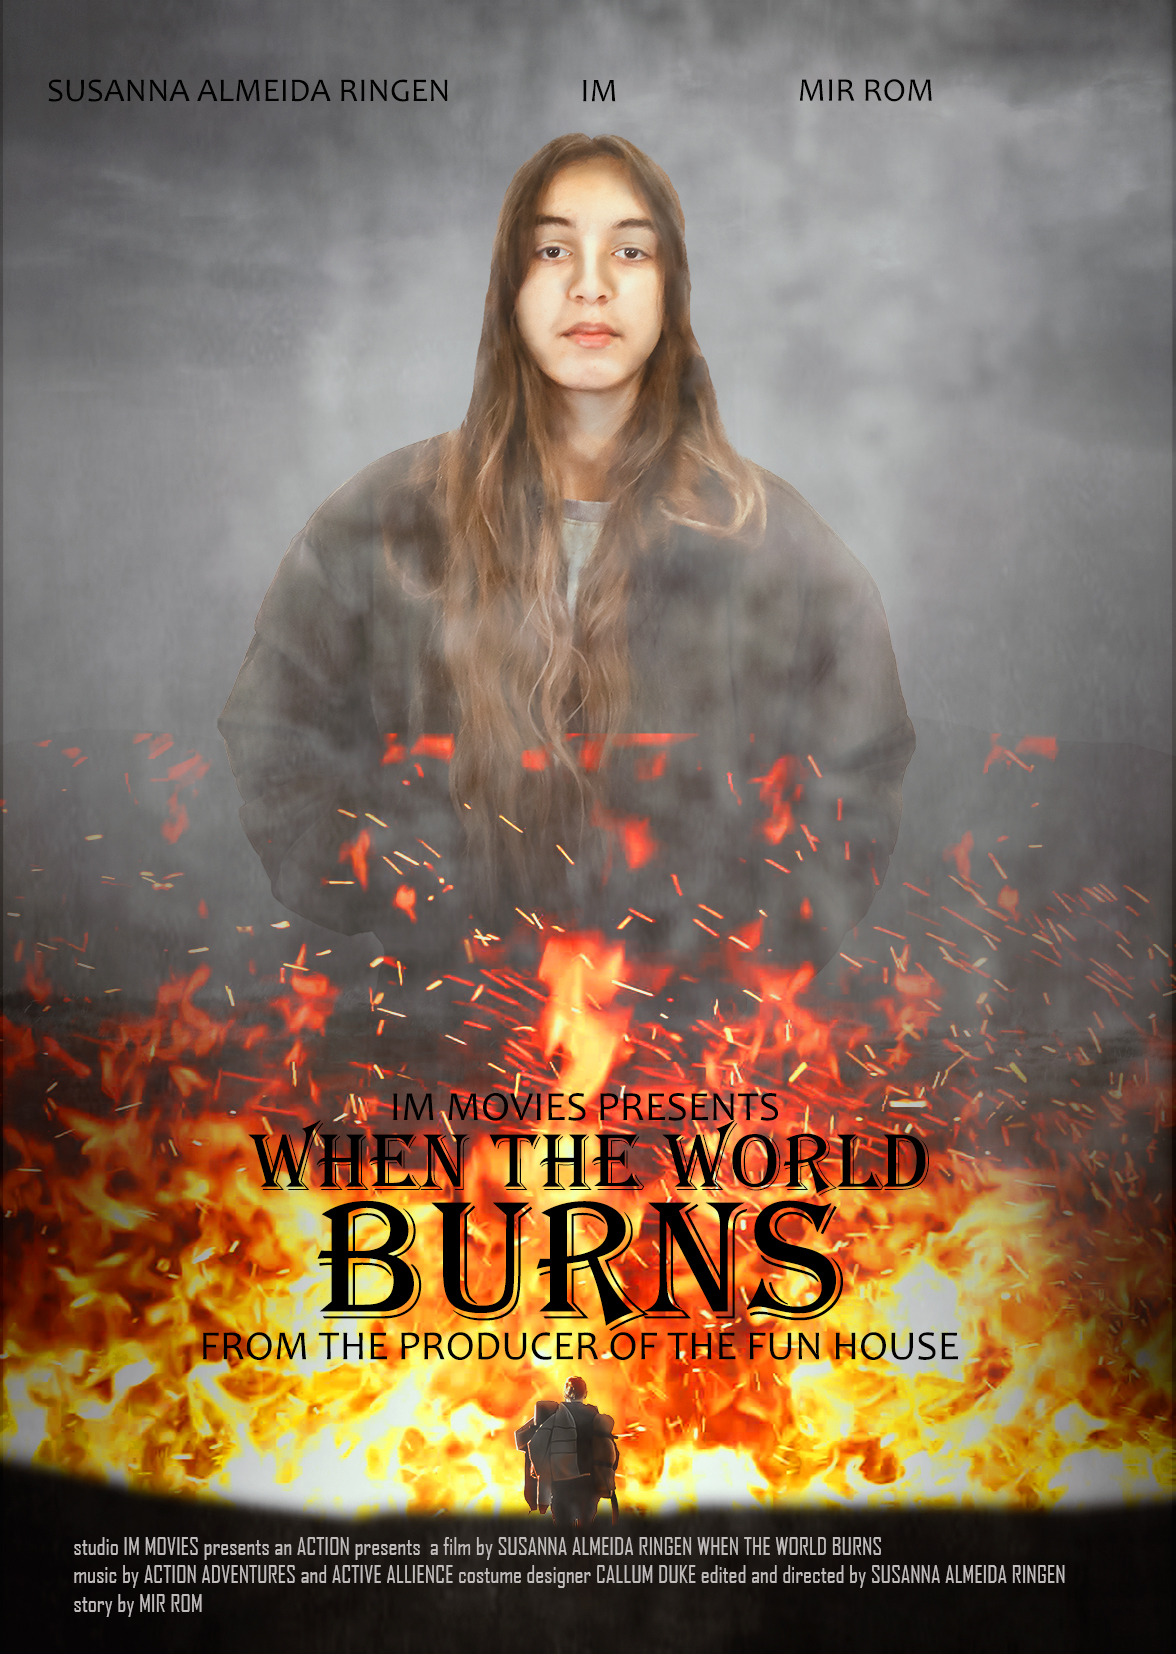 SUSANNA ALMEIDA RINGEN IM MIR ROM
IM MOVIES PRESENTS
WHEN THE WORLD
BURNS
FROM THE PRODUCER OF THE FUN HOUSE
studio IM MOVIES presents an ACTION presents a film by SUSANNA ALMEIDA RINGEN WHEN THE WORLD BURNS
music by ACTION ADVENTURES and ACTIVE ALLIENCE costume designer CALLUM DUKE edited and directed by SUSANNA ALMEIDA RINGEN
story by MIR ROM